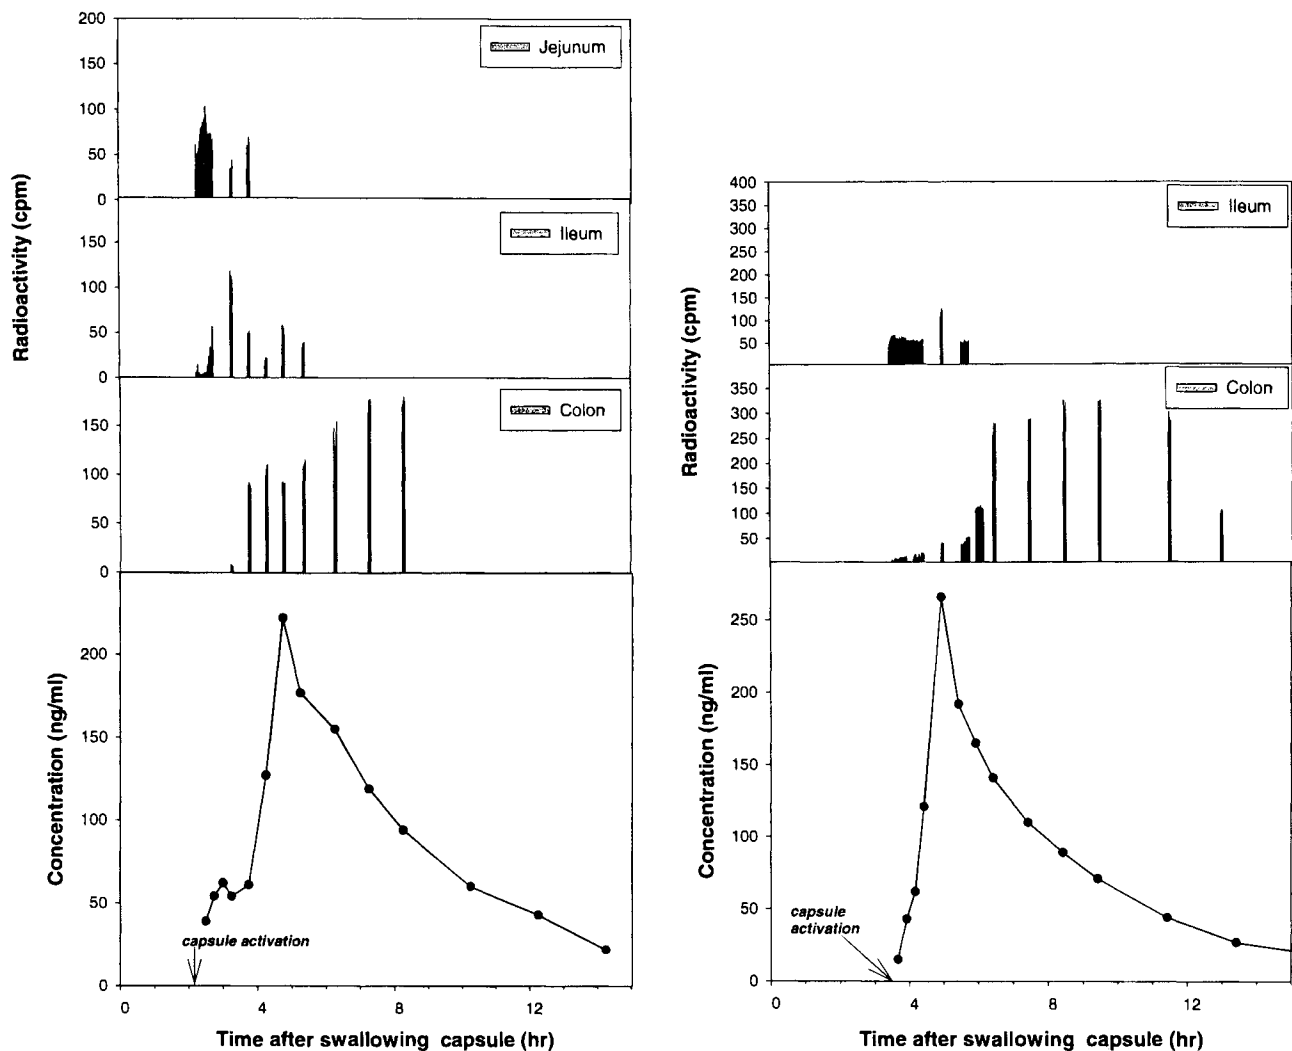 200
150
100
50
0
Jejunum
150
100
50
0
Ileum
150
100
50
0
Colon
Radioactivity (cpm)
200
150
100
50
0
Concentration (ng/ml)
capsule activation
0 4 8 12
Time after swallowing capsule (hr)
400
350
300
250
200
150
100
50
Ileum
350
300
250
200
150
100
50
Colon
Radioactivity (cpm)
250
200
150
100
50
0
Concentration (ng/ml)
capsule
activation
0 4 8 12
Time after swallowing capsule (hr)